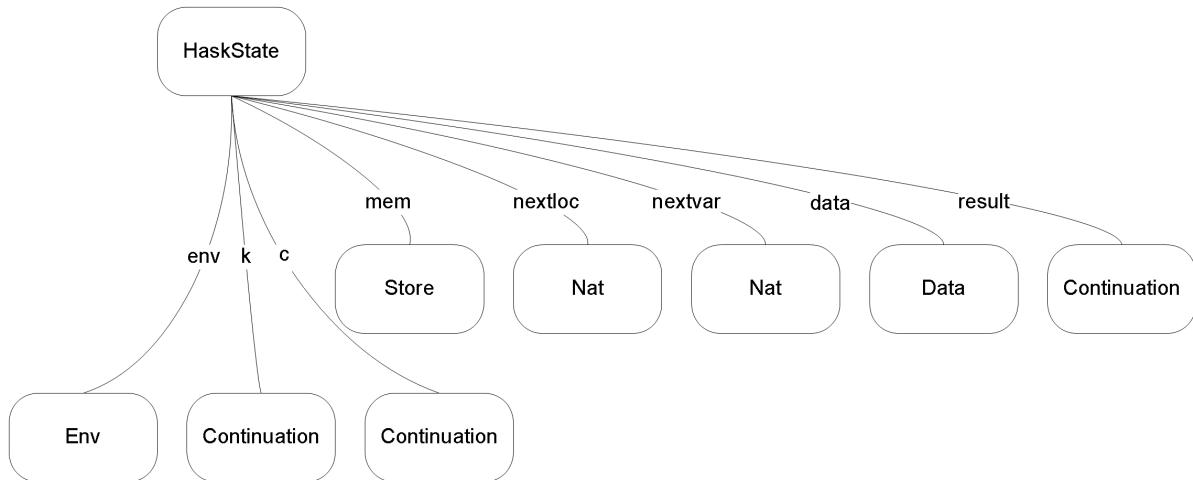 HaskState
mem
nextloc
nextvar
data
result
env
k
c
Store
Nat
Nat
Data
Continuation
Env
Continuation
Continuation